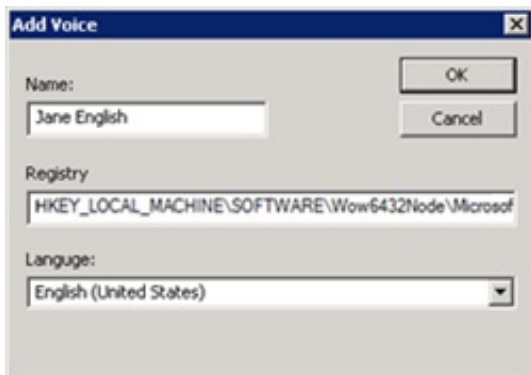 Add Voice
Name:
OK
Jane English
Cancel
Registry
HKEY_LOCAL_MACHINE\SOFTWARE\Wow6432Node\Microsof
Languge:
English (United States)